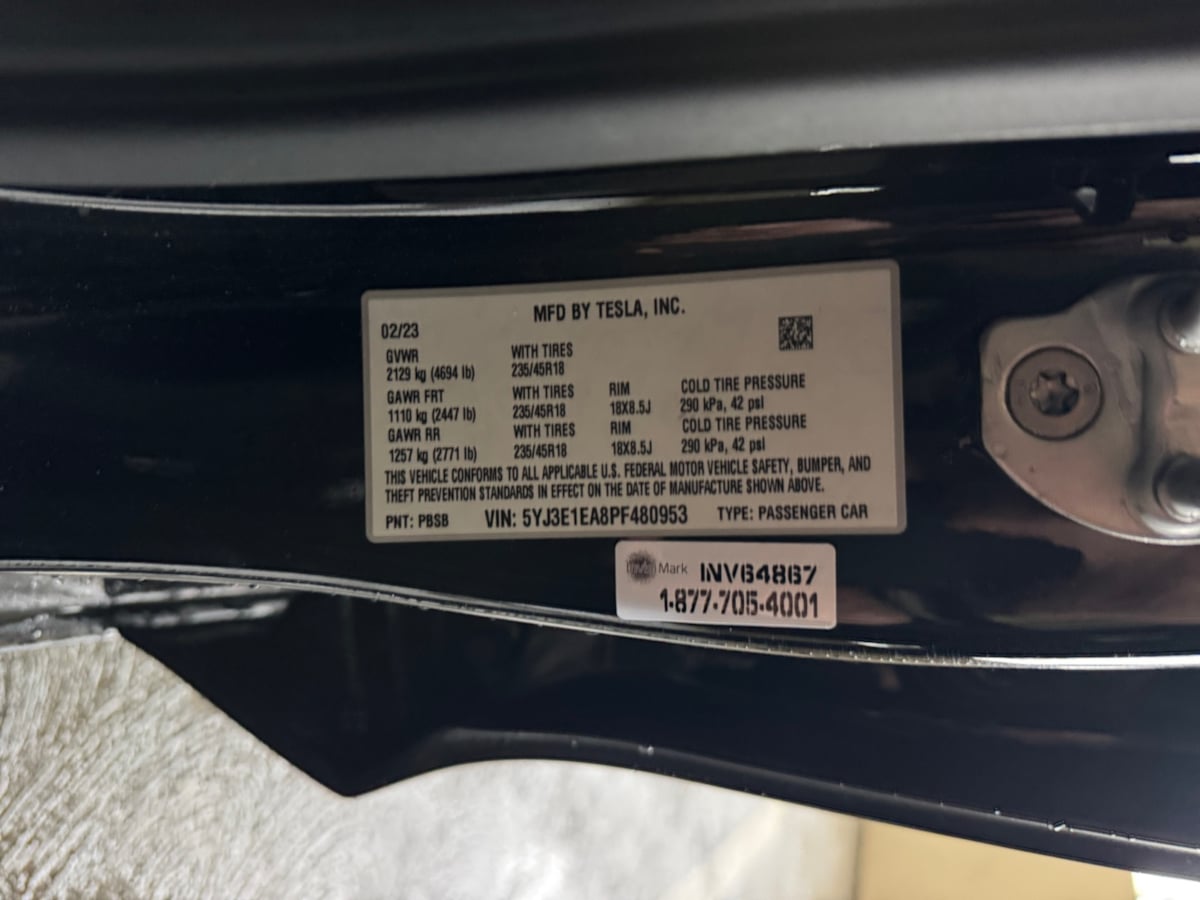 MFD BY TESLA, INC.
02/23
GVWR WITH TIRES
2129 kg (4694 lb) 235/45R18
GAWR FRT WITH TIRES RIM COLD TIRE PRESSURE
1110 kg (2447 lb) 235/45R18 18X8.5J 290 kPa, 42 psi
GAWR RR WITH TIRES RIM COLD TIRE PRESSURE
1257 kg (2771 lb) 235/45R18 18X8.5J 290 kPa, 42 psi
THIS VEHICLE CONFORMS TO ALL APPLICABLE U.S. FEDERAL MOTOR VEHICLE SAFETY, BUMPER, AND
THEFT PREVENTION STANDARDS IN EFFECT ON THE DATE OF MANUFACTURE SHOWN ABOVE.
PNT: PBSB VIN: 5YJ3E1EA8PF480953 TYPE: PASSENGER CAR
Mark INV64867
1-877-705-4001